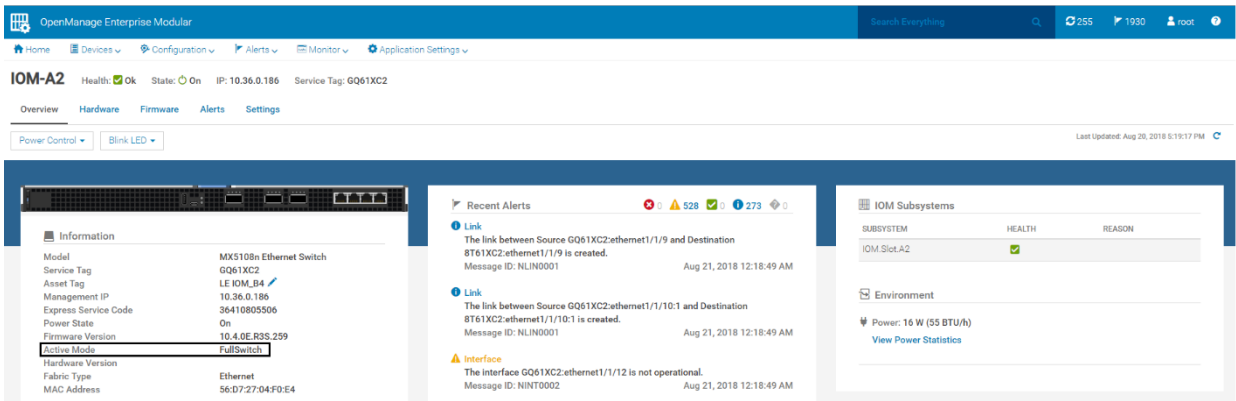 OpenManage Enterprise Modular
Search Everything
255
1930
root
?
Home Devices Configuration Alerts Monitor Application Settings
IOM-A2 Health: Ok State: On IP: 10.36.0.186 Service Tag: GQ61XC2
Overview Hardware Firmware Alerts Settings
Power Control Blink LED
Last Updated: Aug 20, 2018 5:19:17 PM
Information
Model MX5108n Ethernet Switch
Service Tag GQ61XC2
Asset Tag LE IOM_B4
Management IP 10.36.0.186
Express Service Code 36410805506
Power State On
Firmware Version 10.4.0E.R3S.259
Active Mode FullSwitch
Hardware Version
Fabric Type Ethernet
MAC Address 56:D7:27:04:F0:E4
Recent Alerts 0 528 0 273 0
Link
The link between Source GQ61XC2:ethernet1/1/9 and Destination
8T61XC2:ethernet1/1/9 is created.
Message ID: NLIN0001 Aug 21, 2018 12:18:49 AM
Link
The link between Source GQ61XC2:ethernet1/1/10:1 and Destination
8T61XC2:ethernet1/1/10:1 is created.
Message ID: NLIN0001 Aug 21, 2018 12:18:49 AM
Interface
The interface GQ61XC2:ethernet1/1/12 is not operational.
Message ID: NINT0002 Aug 21, 2018 12:18:49 AM
IOM Subsystems
SUBSYSTEM HEALTH REASON
IOM.Slot.A2
Environment
Power: 16 W (55 BTU/h)
View Power Statistics